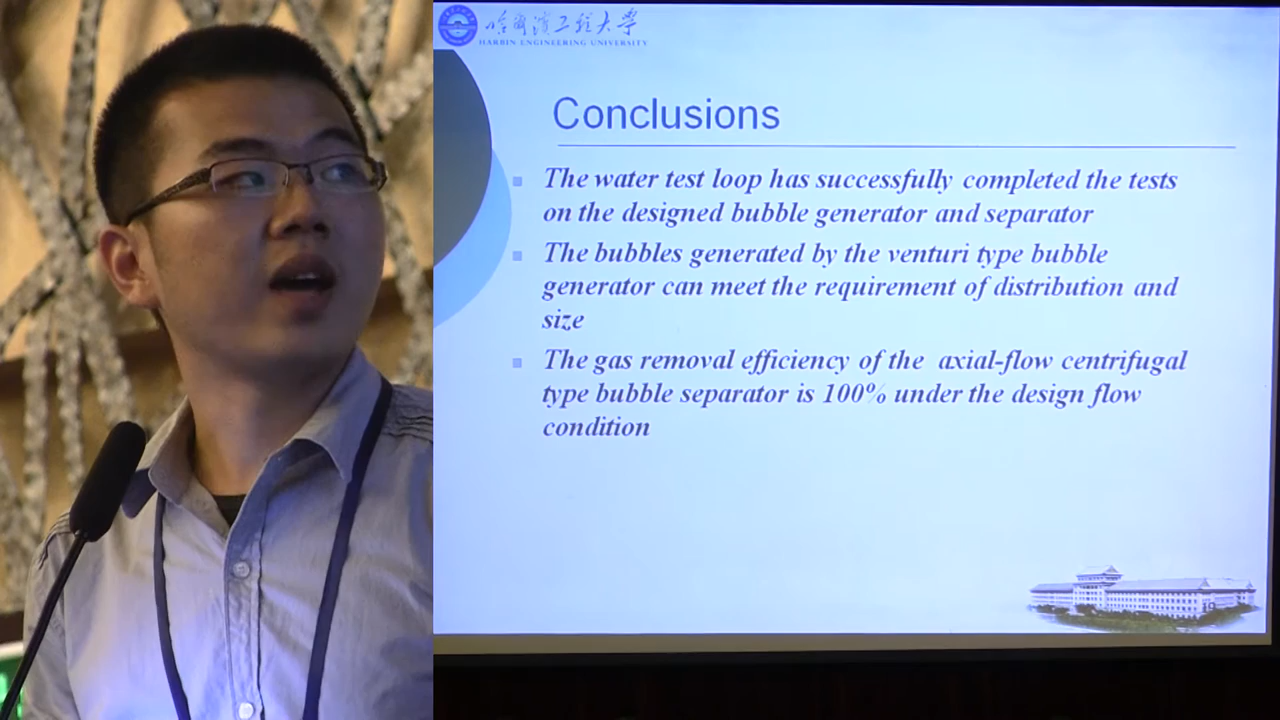 哈尔滨工程大学
HARBIN ENGINEERING UNIVERSITY
Conclusions
The water test loop has successfully completed the tests
on the designed bubble generator and separator
The bubbles generated by the venturi type bubble
generator can meet the requirement of distribution and
size
The gas removal efficiency of the axial-flow centrifugal
type bubble separator is 100% under the design flow
condition